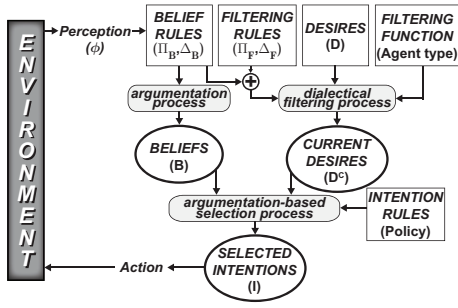 ENVIRONMENT
Perception
(ϕ)
BELIEF
RULES
(Π_B,Δ_B)
FILTERING
RULES
(Π_F,Δ_F)
DESIRES
(D)
FILTERING
FUNCTION
(Agent type)
argumentation
process
dialectical
filtering process
BELIEFS
(B)
CURRENT
DESIRES
(D^c)
argumentation-based
selection process
INTENTION
RULES
(Policy)
SELECTED
INTENTIONS
(I)
Action